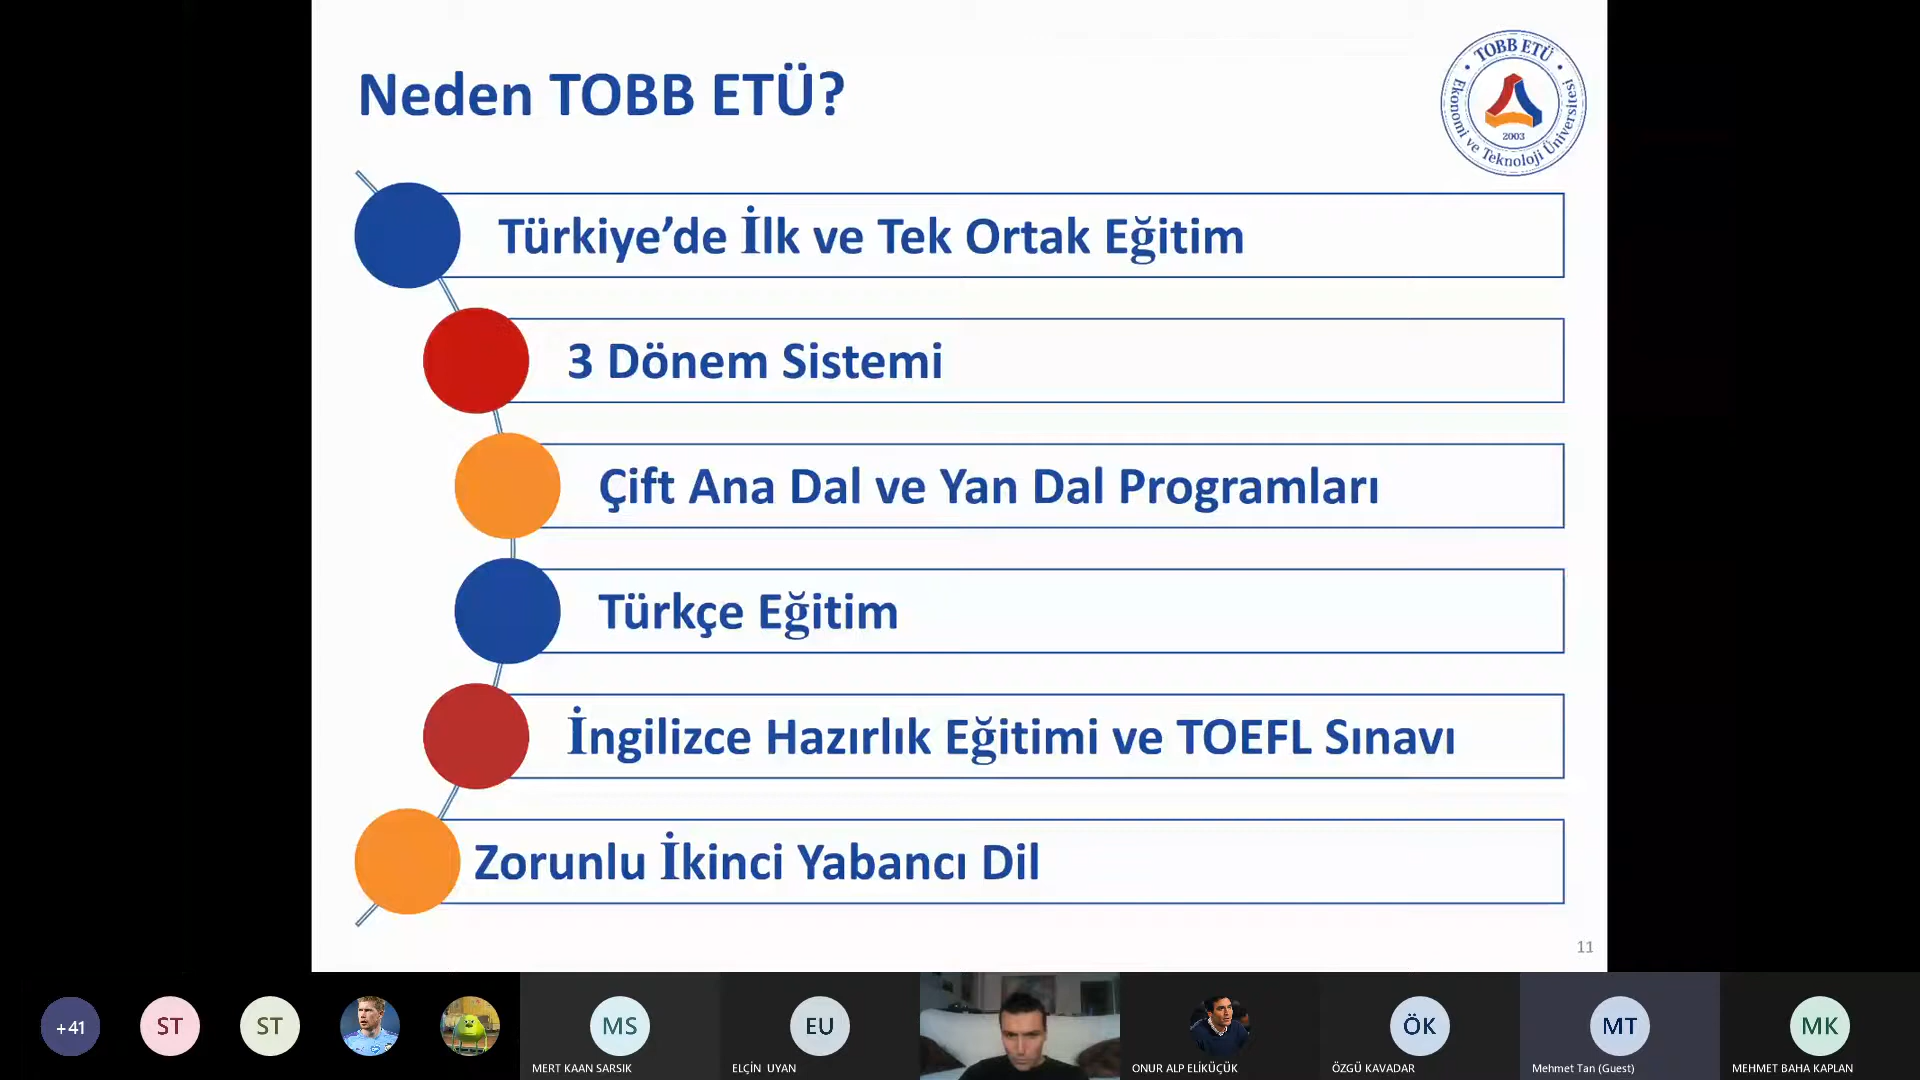 Neden TOBB ETÜ?
TOBB ETÜ
Ekonomi ve Teknoloji Üniversitesi
2003
Türkiye’de İlk ve Tek Ortak Eğitim
3 Dönem Sistemi
Çift Ana Dal ve Yan Dal Programları
Türkçe Eğitim
İngilizce Hazırlık Eğitimi ve TOEFL Sınavı
Zorunlu İkinci Yabancı Dil
11
+41
ST
ST
MS
MERT KAAN SARSIK
EU
ELÇİN UYAN
ONUR ALP ELİKÜÇÜK
ÖK
ÖZGÜ KAVADAR
MT
Mehmet Tan (Guest)
MK
MEHMET BAHA KAPLAN